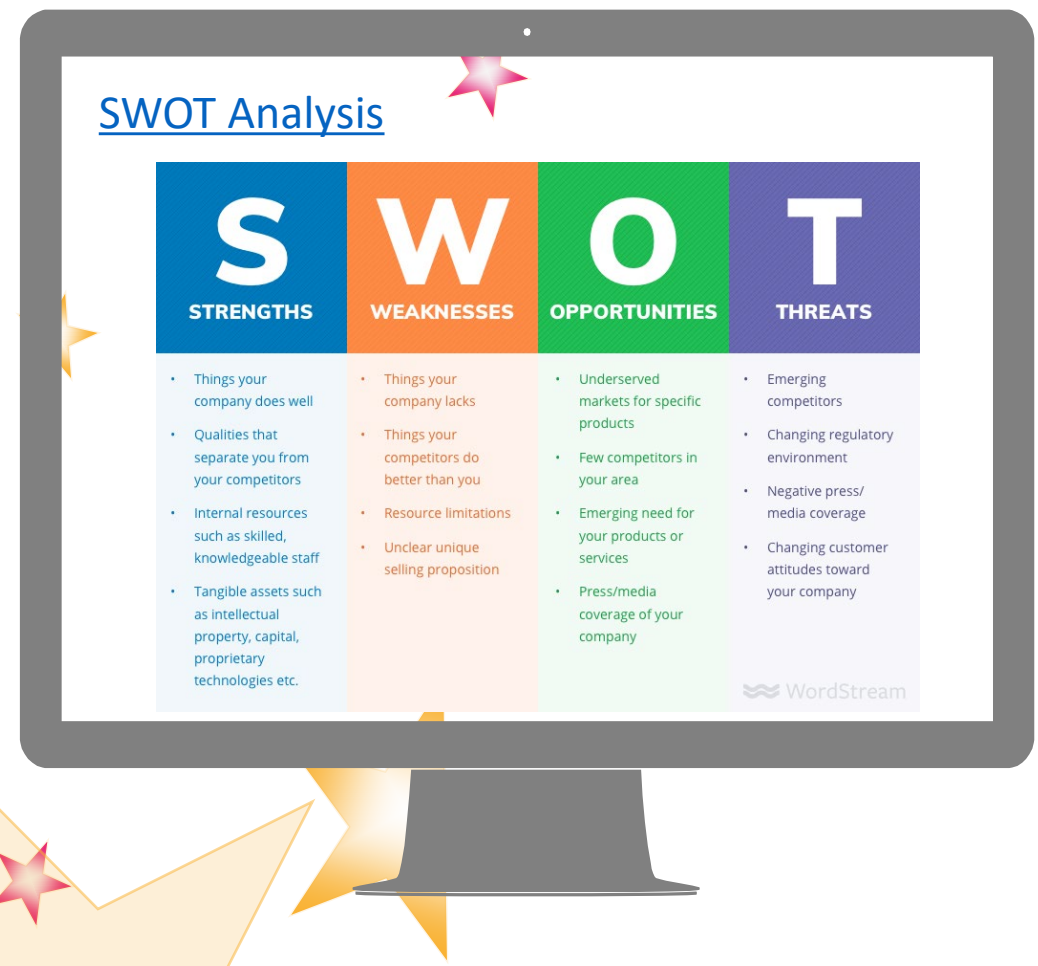 SWOT Analysis
S
STRENGTHS
• Things your
company does well
• Qualities that
separate you from
your competitors
• Internal resources
such as skilled,
knowledgeable staff
• Tangible assets such
as intellectual
property, capital,
proprietary
technologies etc.
W
WEAKNESSES
• Things your
company lacks
• Things your
competitors do
better than you
• Resource limitations
• Unclear unique
selling proposition
O
OPPORTUNITIES
• Underserved
markets for specific
products
• Few competitors in
your area
• Emerging need for
your products or
services
• Press/media
coverage of your
company
T
THREATS
• Emerging
competitors
• Changing regulatory
environment
• Negative press/
media coverage
• Changing customer
attitudes toward
your company
WordStream